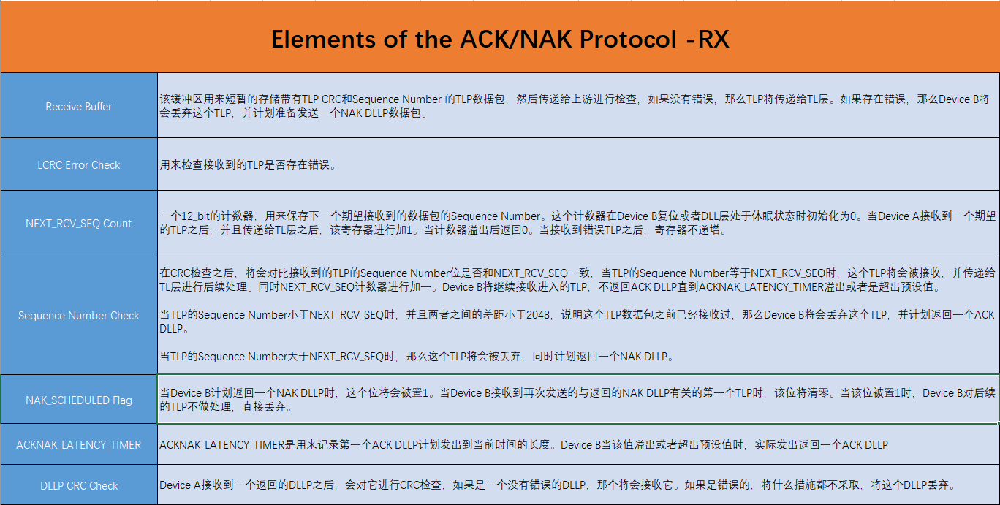 Elements of the ACK/NAK Protocol -RX
Receive Buffer
该缓冲区用来短暂的存储带有TLP CRC和Sequence Number 的TLP数据包，然后传递给上游进行检查，如果没有错误，那么TLP将传递给TL层。如果存在错误，那么Device B将
会丢弃这个TLP，并计划准备发送一个NAK DLLP数据包。
LCRC Error Check
用来检查接收到的TLP是否存在错误。
NEXT_RCV_SEQ Count
一个12_bit的计数器，用来保存下一个期望接收到的数据包的Sequence Number。这个计数器在Device B复位或者DLL层处于休眠状态时初始化为0。当Device A接收到一个期望
的TLP之后，并且传递给TL层之后，该寄存器进行加1。当计数器溢出后返回0。当接收到错误TLP之后，寄存器不递增。
Sequence Number Check
在CRC检查之后，将会对比接收到的TLP的Sequence Number位是否和NEXT_RCV_SEQ一致，当TLP的Sequence Number等于NEXT_RCV_SEQ时，这个TLP将会被接收，并传递给
TL层进行后续处理。同时NEXT_RCV_SEQ计数器进行加一。Device B将继续接收进入的TLP，不返回ACK DLLP直到ACKNAK_LATENCY_TIMER溢出或者是超出预设值。
当TLP的Sequence Number小于NEXT_RCV_SEQ时，并且两者之间的差距小于2048，说明这个TLP数据包之前已经接收过，那么Device B将会丢弃这个TLP，并计划返回一个ACK
DLLP。
当TLP的Sequence Number大于NEXT_RCV_SEQ时，那么这个TLP将会被丢弃，同时计划返回一个NAK DLLP。
NAK_SCHEDULED Flag
当Device B计划返回一个NAK DLLP时，这个位将会被置1。当Device B接收到再次发送的与返回的NAK DLLP有关的第一个TLP时，该位将清零。当该位被置1时，Device B对后续
的TLP不做处理，直接丢弃。
ACKNAK_LATENCY_TIMER
ACKNAK_LATENCY_TIMER是用来记录第一个ACK DLLP计划发出到当前时间的长度。Device B当该值溢出或者超出预设值时，实际发出返回一个ACK DLLP
DLLP CRC Check
Device A接收到一个返回的DLLP之后，会对它进行CRC检查，如果是一个没有错误的DLLP，那个将会接收它。如果是错误的，将什么措施都不采取，将这个DLLP丢弃。